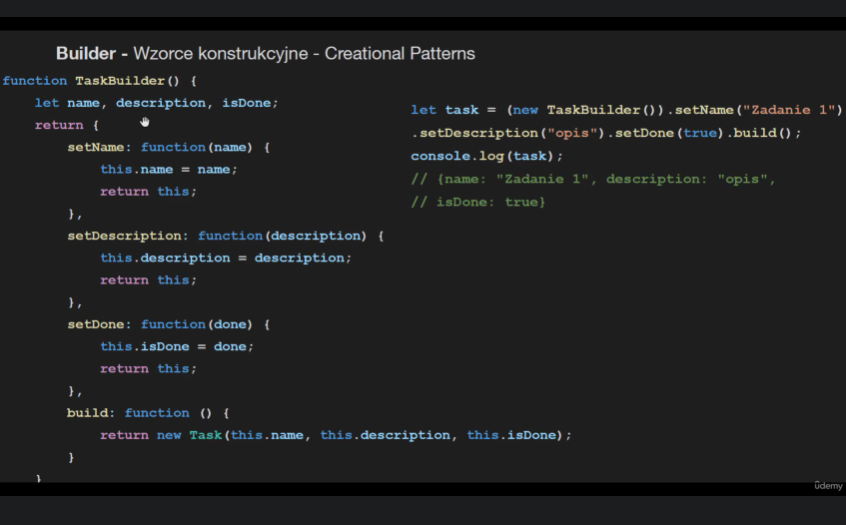 Builder - Wzorce konstrukcyjne - Creational Patterns
function TaskBuilder() {
let name, description, isDone;
return {
setName: function(name) {
this.name = name;
return this;
},
setDescription: function(description) {
this.description = description;
return this;
},
setDone: function(done) {
this.isDone = done;
return this;
},
build: function () {
return new Task(this.name, this.description, this.isDone);
}
}
let task = (new TaskBuilder()).setName("Zadanie 1")
.setDescription("opis").setDone(true).build();
console.log(task);
// {name: "Zadanie 1", description: "opis",
// isDone: true}
ûdemy